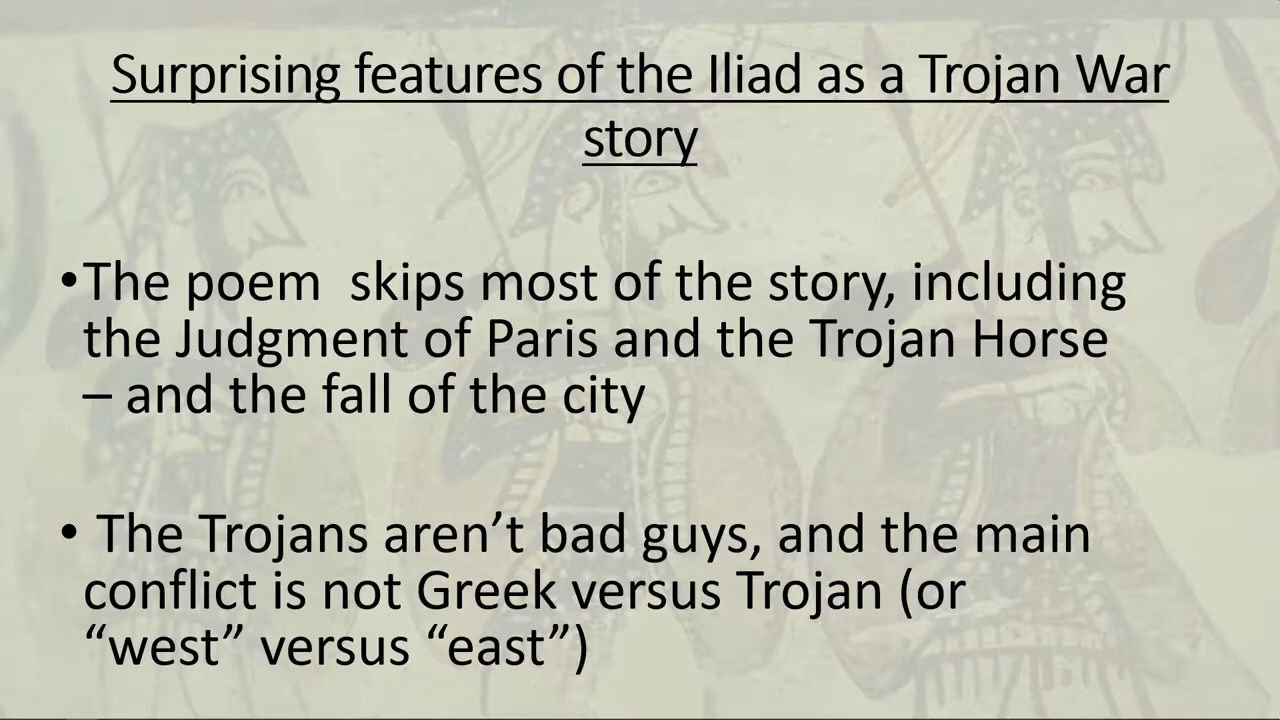 Surprising features of the Iliad as a Trojan War
story
•The poem  skips most of the story, including
the Judgment of Paris and the Trojan Horse
– and the fall of the city
• The Trojans aren’t bad guys, and the main
conflict is not Greek versus Trojan (or
“west” versus “east”)